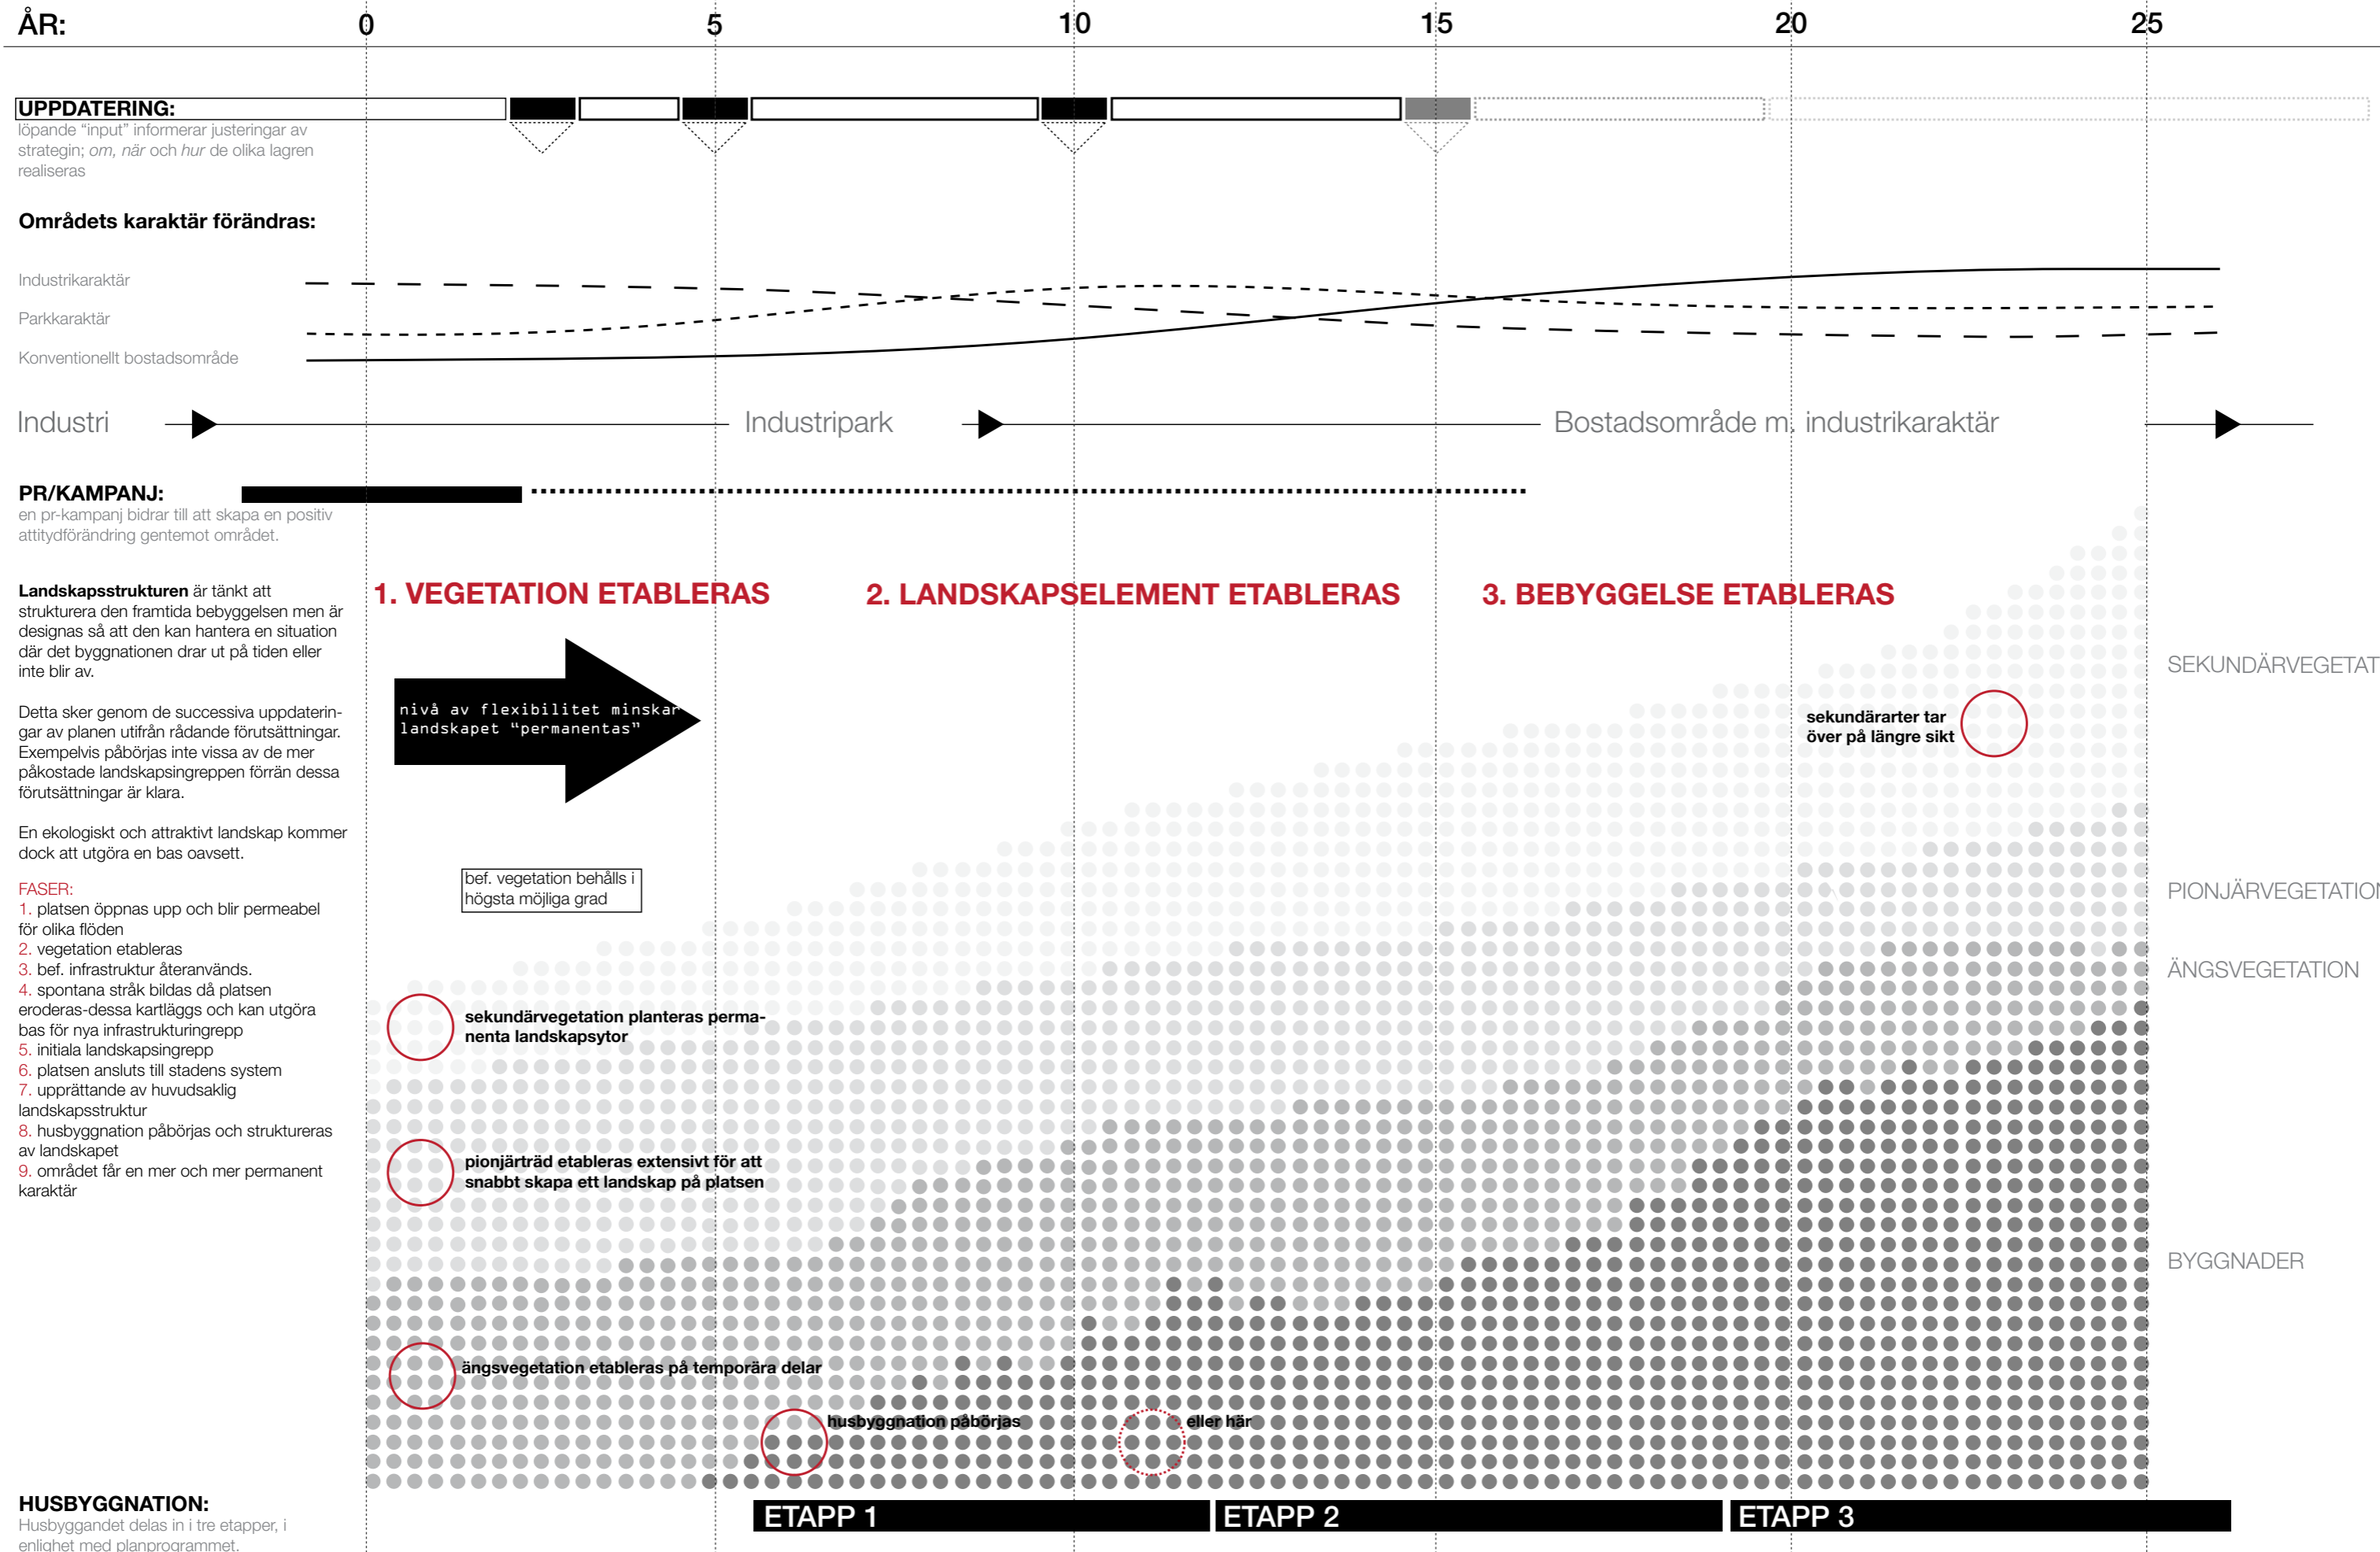 ÅR:
0
5
10
15
20
25
UPPDATERING:
löpande “input” informerar justeringar av
strategin; om, när och hur de olika lagren
realiseras
Områdets karaktär förändras:
Industrikaraktär
Parkkaraktär
Konventionellt bostadsområde
Industri
Industripark
Bostadsområde m. industrikaraktär
PR/KAMPANJ:
en pr-kampanj bidrar till att skapa en positiv
attitydförändring gentemot området.
Landskapsstrukturen är tänkt att
strukturera den framtida bebyggelsen men är
designas så att den kan hantera en situation
där det byggnationen drar ut på tiden eller
inte blir av.
Detta sker genom de successiva uppdaterin-
gar av planen utifrån rådande förutsättningar.
Exempelvis påbörjas inte vissa av de mer
påkostade landskapsingreppen förrän dessa
förutsättningar är klara.
En ekologiskt och attraktivt landskap kommer
dock att utgöra en bas oavsett.
FASER:
1. platsen öppnas upp och blir permeabel
för olika flöden
2. vegetation etableras
3. bef. infrastruktur återanvänds.
4. spontana stråk bildas då platsen
eroderas-dessa kartläggs och kan utgöra
bas för nya infrastrukturingrepp
5. initiala landskapsingrepp
6. platsen ansluts till stadens system
7. upprättande av huvudsaklig
landskapsstruktur
8. husbyggnation påbörjas och struktureras
av landskapet
9. området får en mer och mer permanent
karaktär
1. VEGETATION ETABLERAS
2. LANDSKAPSELEMENT ETABLERAS
3. BEBYGGELSE ETABLERAS
nivå av flexibilitet minskar
landskapet “permanentas”
bef. vegetation behålls i
högsta möjliga grad
sekundärarter tar
över på längre sikt
sekundärvegetation planteras perma-
nenta landskapsytor
pionjärträd etableras extensivt för att
snabbt skapa ett landskap på platsen
ängsvegetation etableras på temporära delar
husbyggnation påbörjas
eller här
SEKUNDÄRVEGETAT
PIONJÄRVEGETATION
ÄNGSVEGETATION
BYGGNADER
HUSBYGGNATION:
Husbyggandet delas in i tre etapper, i
enlighet med planprogrammet.
ETAPP 1
ETAPP 2
ETAPP 3